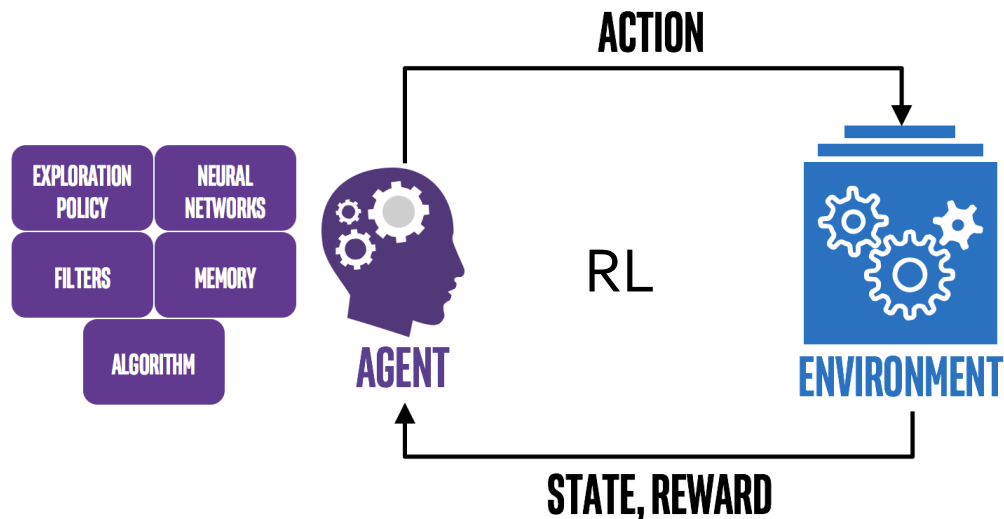 ACTION
EXPLORATION
POLICY
NEURAL
NETWORKS
FILTERS
MEMORY
ALGORITHM
RL
AGENT
ENVIRONMENT
STATE, REWARD